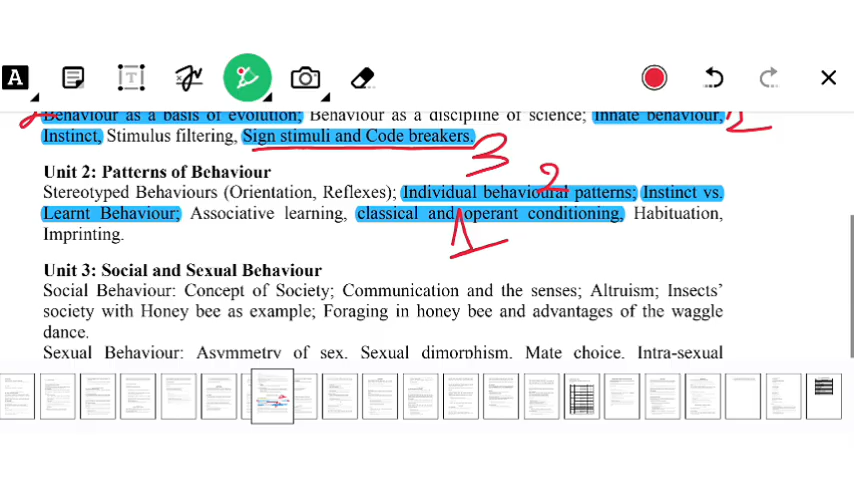 A T
Behaviour as a basis of evolution; Behaviour as a discipline of science; Innate behaviour,
Instinct, Stimulus filtering, Sign stimuli and Code breakers.
3
Unit 2: Patterns of Behaviour
2
Stereotyped Behaviours (Orientation, Reflexes); Individual behavioural patterns; Instinct vs.
Learnt Behaviour; Associative learning, classical and operant conditioning, Habituation,
1
Imprinting.
Unit 3: Social and Sexual Behaviour
Social Behaviour: Concept of Society; Communication and the senses; Altruism; Insects’
society with Honey bee as example; Foraging in honey bee and advantages of the waggle
dance.
Sexual Behaviour: Asymmetry of sex, Sexual dimorphism, Mate choice, Intra-sexual